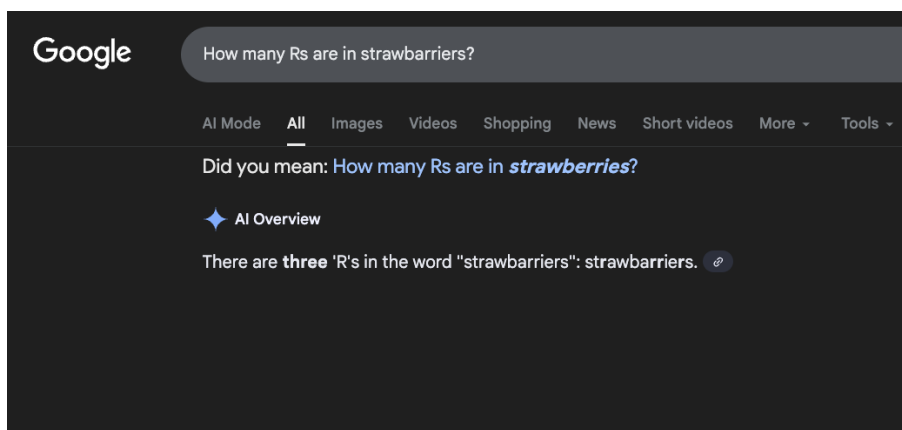 Google
How many Rs are in strawbarriers?
AI Mode All Images Videos Shopping News Short videos More Tools
Did you mean: How many Rs are in strawberries?
AI Overview
There are three 'R's in the word "strawbarriers": strawbarriers.